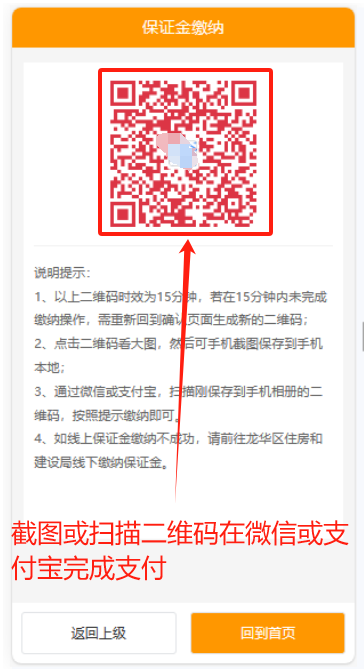 保证金缴纳
说明提示：
1、以上二维码时效为15分钟，若在15分钟内未完成
缴纳操作，需重新回到确认页面生成新的二维码；
2、点击二维码看大图，然后可手机截图保存到手机
本地；
3、通过微信或支付宝，扫描刚保存到手机相册的二
维码，按照提示缴纳即可。
4、如线上保证金缴纳不成功，请前往龙华区住房和
建设局线下缴纳保证金。
截图或扫描二维码在微信或支
付宝完成支付
返回上级
回到首页